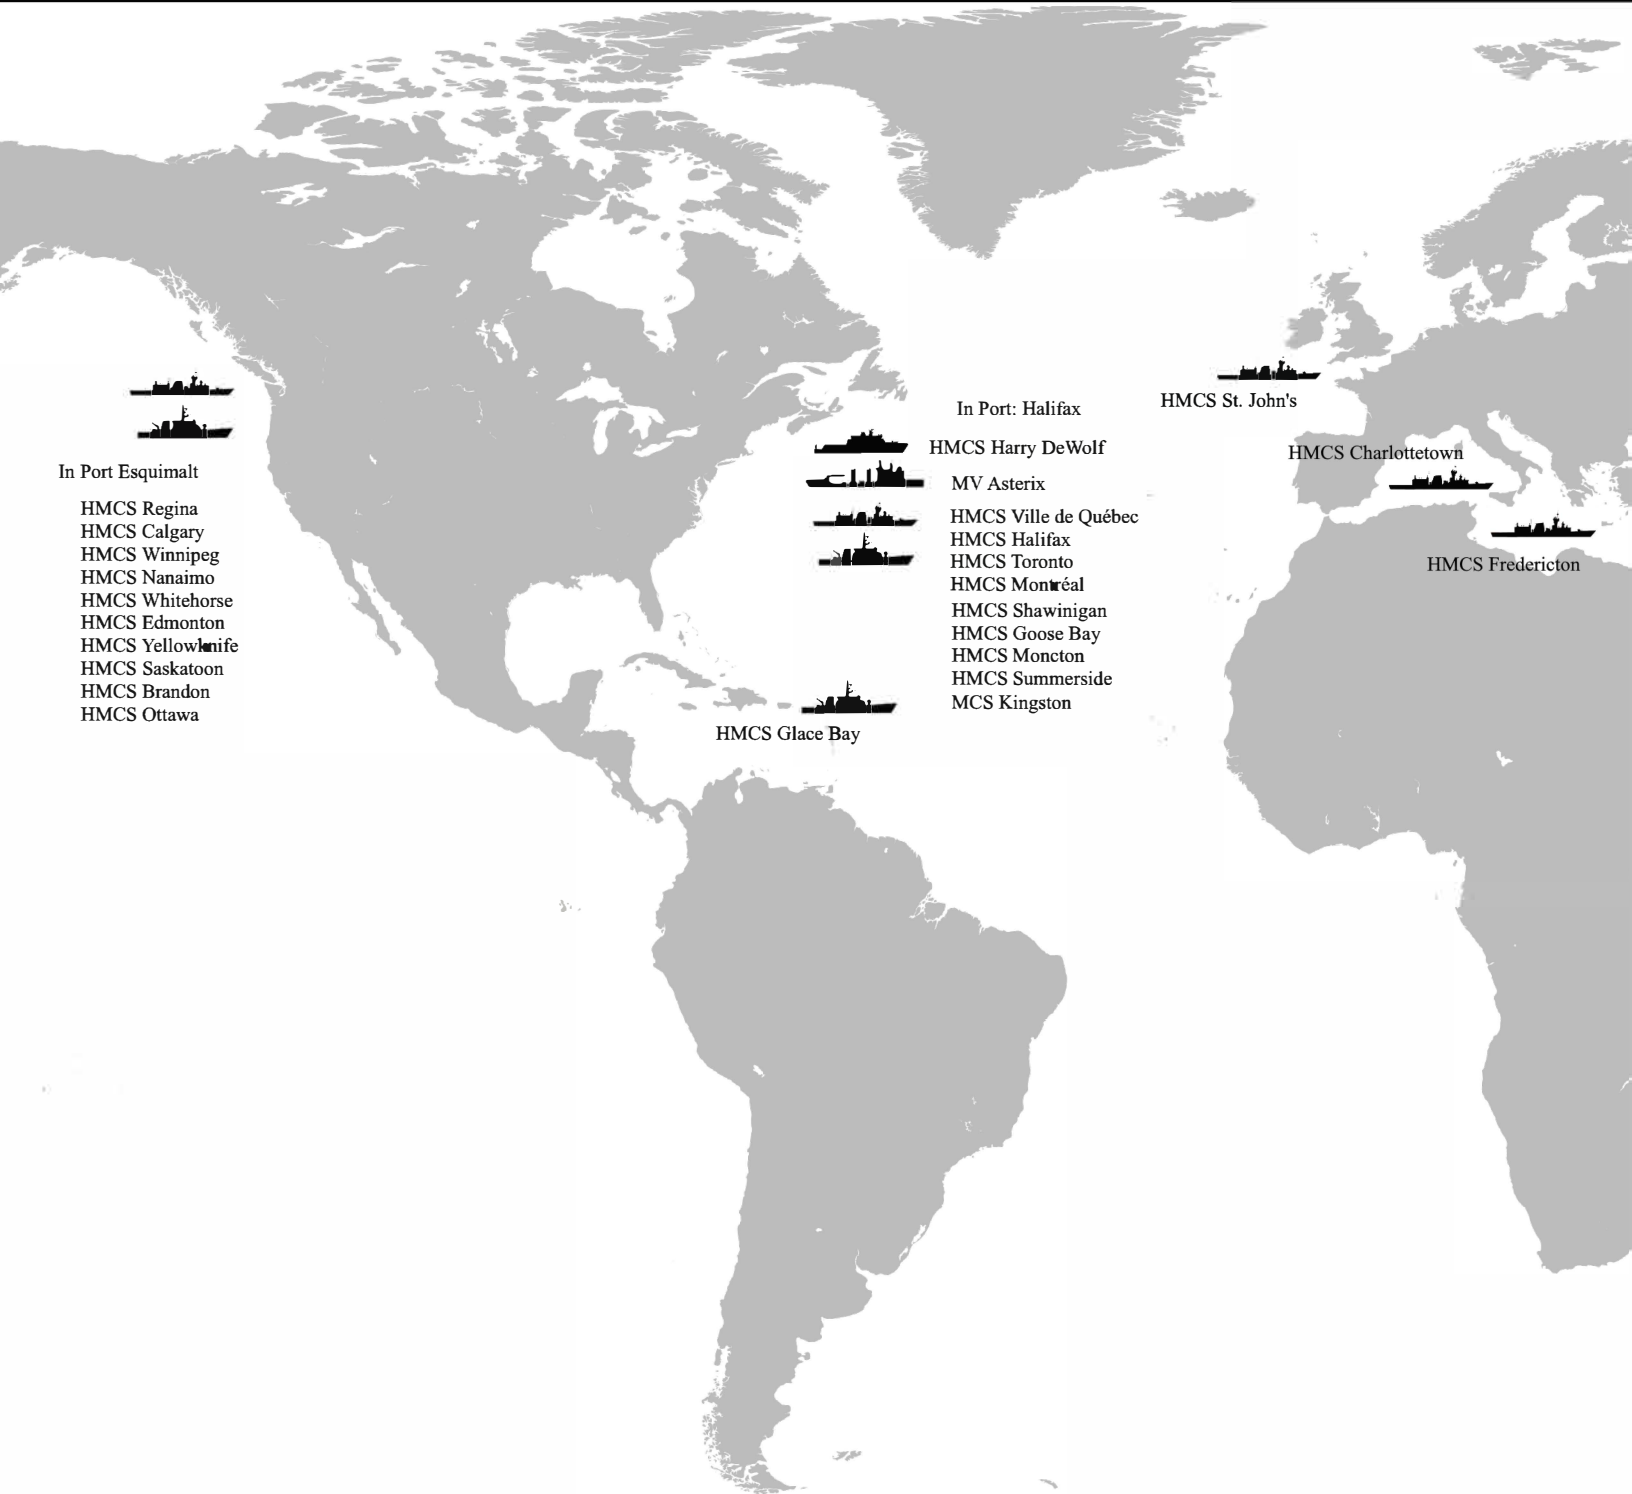 In Port Esquimalt
HMCS Regina
HMCS Calgary
HMCS Winnipeg
HMCS Nanaimo
HMCS Whitehorse
HMCS Edmonton
HMCS Yellowknife
HMCS Saskatoon
HMCS Brandon
HMCS Ottawa
In Port: Halifax
HMCS Harry DeWolf
MV Asterix
HMCS Ville de Québec
HMCS Halifax
HMCS Toronto
HMCS Montréal
HMCS Shawinigan
HMCS Goose Bay
HMCS Moncton
HMCS Summerside
MCS Kingston
HMCS Glace Bay
HMCS St. John's
HMCS Charlottetown
HMCS Fredericton